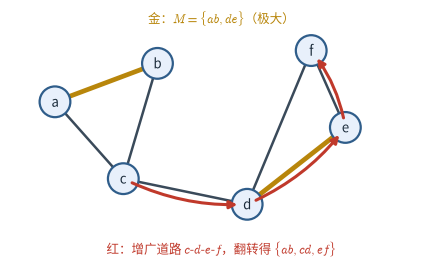 金：M = {ab, de}（极大）
f
b
a
e
c
d
红：增广道路 c-d-e-f，翻转得 {ab, cd, ef}